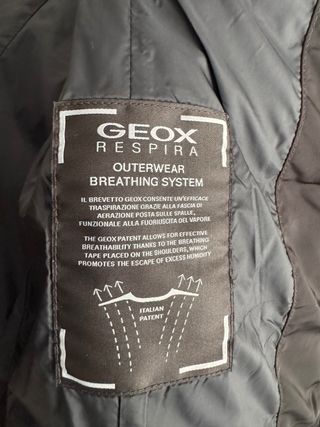 GEOX
RESPIRA
OUTERWEAR
BREATHING SYSTEM
IL BREVETTO GEOX CONSENTE UN'EFFICACE
TRASPIRAZIONE GRAZIE ALLA FASCIA DI
AERAZIONE POSTA SULLE SPALLE,
FUNZIONALE ALLA FUORIUSCITA DEL VAPORE
THE GEOX PATENT ALLOWS FOR EFFECTIVE
BREATHABILITY THANKS TO THE BREATHING
TAPE PLACED ON THE SHOULDERS, WHICH
PROMOTES THE ESCAPE OF EXCESS HUMIDITY
ITALIAN
PATENT